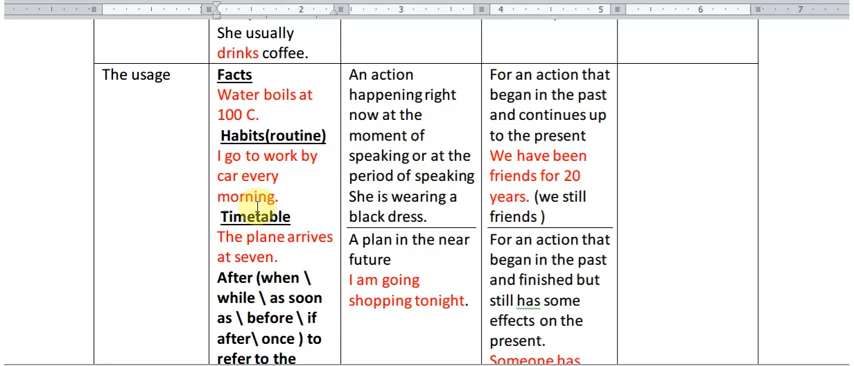 She usually
drinks coffee.
The usage
Facts
Water boils at
100 C.
Habits(routine)
I go to work by
car every
morning.
Timetable
The plane arrives
at seven.
After (when \
while \ as soon
as \ before \ if
after\ once ) to
refer to the
An action
happening right
now at the
moment of
speaking or at the
period of speaking
She is wearing a
black dress.
A plan in the near
future
I am going
shopping tonight.
For an action that
began in the past
and continues up
to the present
We have been
friends for 20
years. (we still
friends )
For an action that
began in the past
and finished but
still has some
effects on the
present.
Someone has